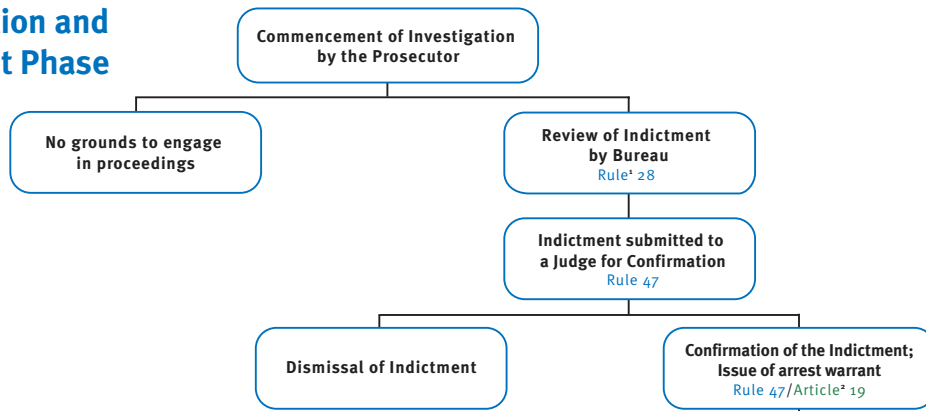 ion and
t Phase
Commencement of Investigation
by the Prosecutor
No grounds to engage
in proceedings
Review of Indictment
by Bureau
Rule¹ 28
Indictment submitted to
a Judge for Confirmation
Rule 47
Dismissal of Indictment
Confirmation of the Indictment;
Issue of arrest warrant
Rule 47/Article² 19